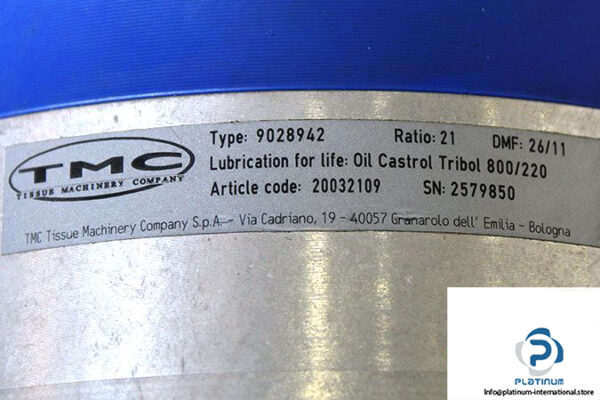 TMC
TISSUE MACHINERY COMPANY
Type: 9028942 Ratio: 21 DMF: 26/11
Lubrication for life: Oil Castrol Tribol 800/220
Article code: 20032109 SN: 2579850
TMC Tissue Machinery Company S.p.A. - Via Cadriano, 19 - 40057 Granarolo dell' Emilia - Bologna
PLATINUM
Info@platinum-international.store